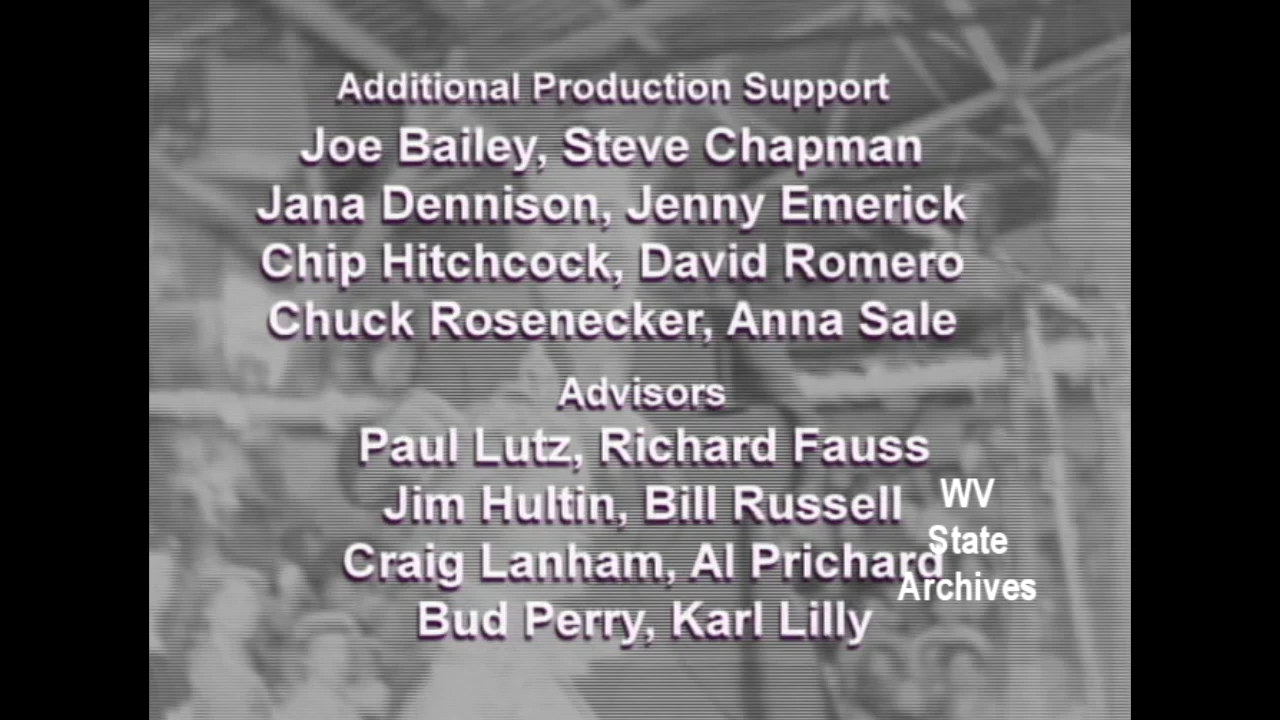 Additional Production Support
Joe Bailey, Steve Chapman
Jana Dennison, Jenny Emerick
Chip Hitchcock, David Romero
Chuck Rosenecker, Anna Sale
Advisors
Paul Lutz, Richard Fauss
Jim Hultin, Bill Russell
Craig Lanham, Al Prichard
Bud Perry, Karl Lilly
WV
State
Archives